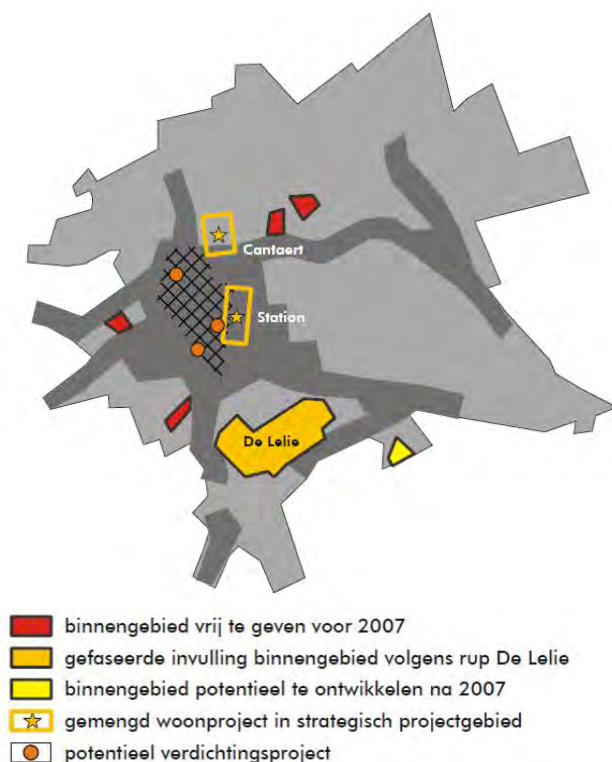 Cantaert
Station
De Lelie
binnengebied vrij te geven voor 2007
gefaseerde invulling binnengebied volgens rup De Lelie
binnengebied potentieel te ontwikkelen na 2007
gemengd woonproject in strategisch projectgebied
potentieel verdichtingsproject